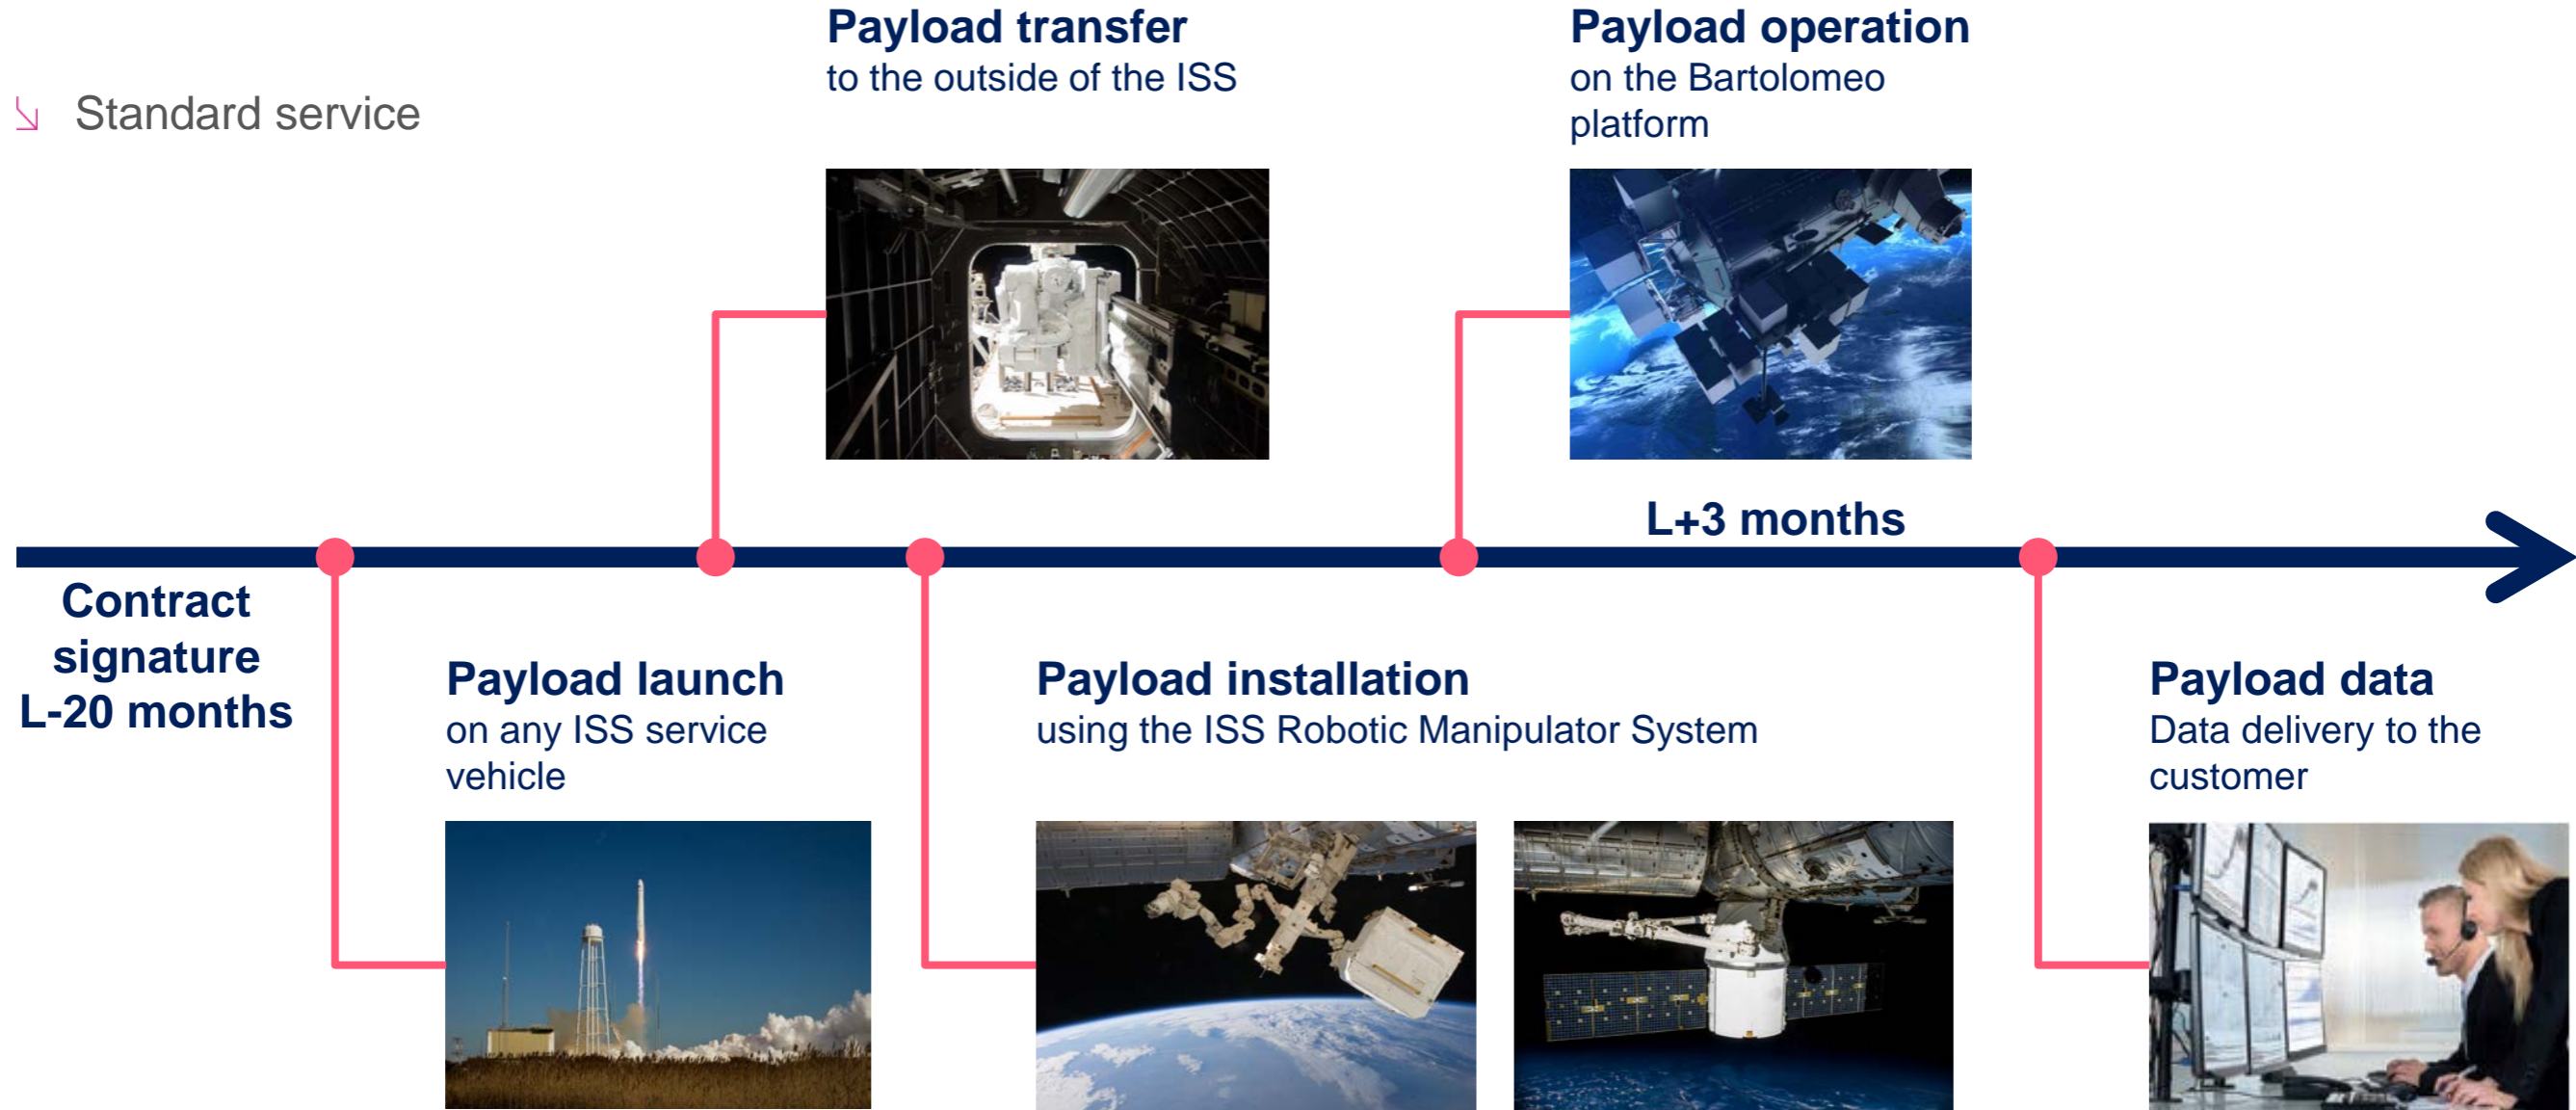 Standard service
Payload transfer
to the outside of the ISS
Payload operation
on the Bartolomeo
platform
L+3 months
Contract
signature
L-20 months
Payload launch
on any ISS service
vehicle
Payload installation
using the ISS Robotic Manipulator System
Payload data
Data delivery to the
customer